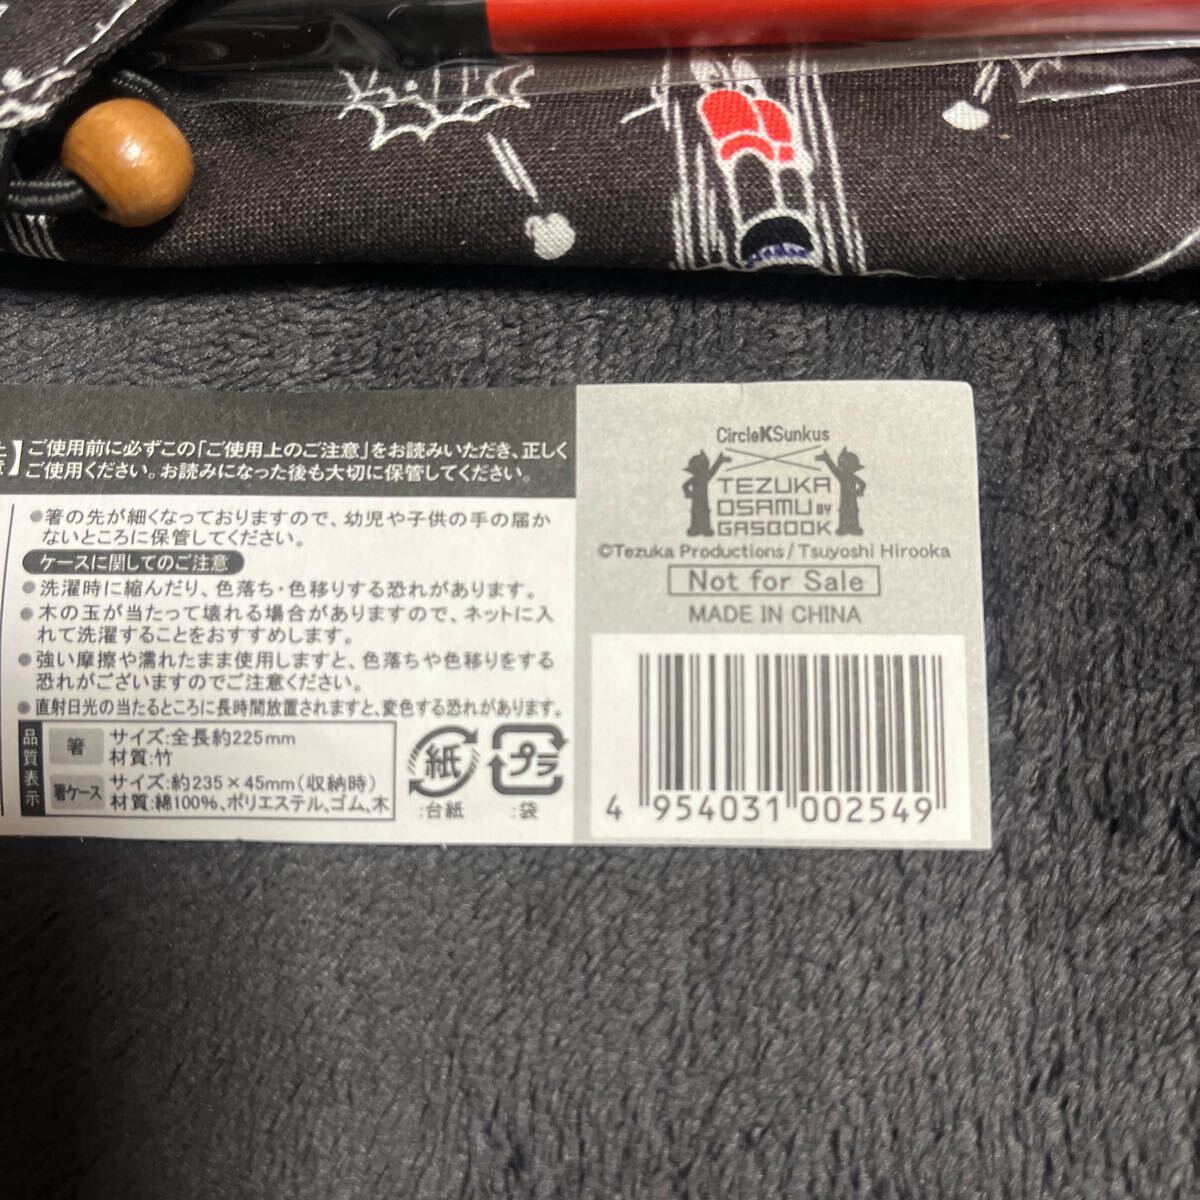 ご使用前に必ずこの「ご使用上のご注意」をお読みいただき、正しく
ご使用ください。お読みになった後も大切に保管してください。
●箸の先が細くなっておりますので、幼児や子供の手の届か
ないところに保管してください。
ケースに関してのご注意
●洗濯時に縮んだり、色落ち・色移りする恐れがあります。
●木の玉が当たって壊れる場合がありますので、ネットに入
れて洗濯することをおすすめします。
●強い摩擦や濡れたまま使用しますと、色落ちや色移りをする
恐れがございますのでご注意ください。
●直射日光の当たるところに長時間放置されますと、変色する恐れがあります。
品質表示
箸
サイズ:全長約225mm
材質:竹
箸ケース
サイズ:約235×45mm(収納時)
材質:綿100%、ポリエステル、ゴム、木
紙
:台紙
プラ
:袋
CircleKSunkus
TEZUKA
OSAMU BY
GASBOOK
©Tezuka Productions/Tsuyoshi Hirooka
Not for Sale
MADE IN CHINA
4 954031 002549